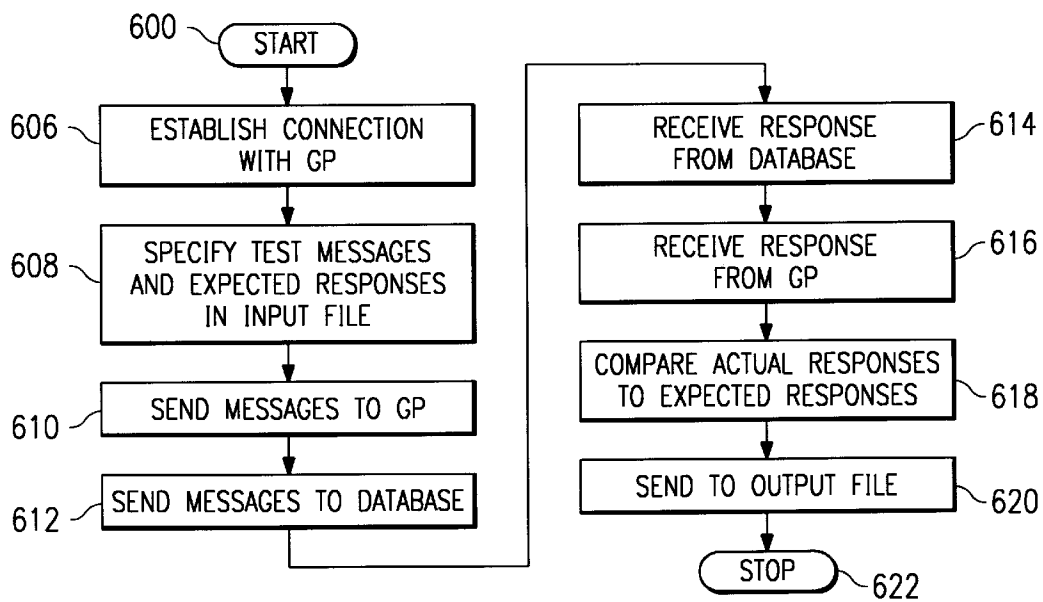 600
START
606
ESTABLISH CONNECTION
WITH GP
608
SPECIFY TEST MESSAGES
AND EXPECTED RESPONSES
IN INPUT FILE
610
SEND MESSAGES TO GP
612
SEND MESSAGES TO DATABASE
RECEIVE RESPONSE
FROM DATABASE
614
RECEIVE RESPONSE
FROM GP
616
COMPARE ACTUAL RESPONSES
TO EXPECTED RESPONSES
618
SEND TO OUTPUT FILE
620
STOP
622